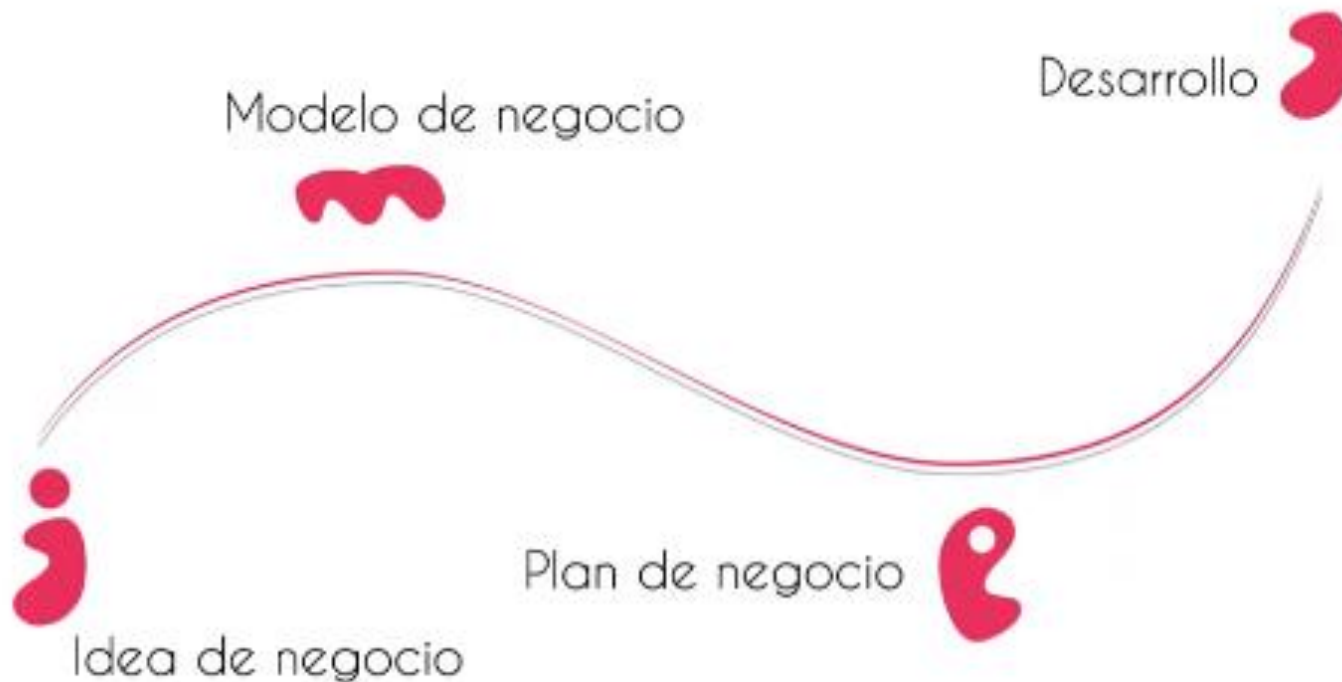 Desarrollo
Modelo de negocio
Plan de negocio
Idea de negocio